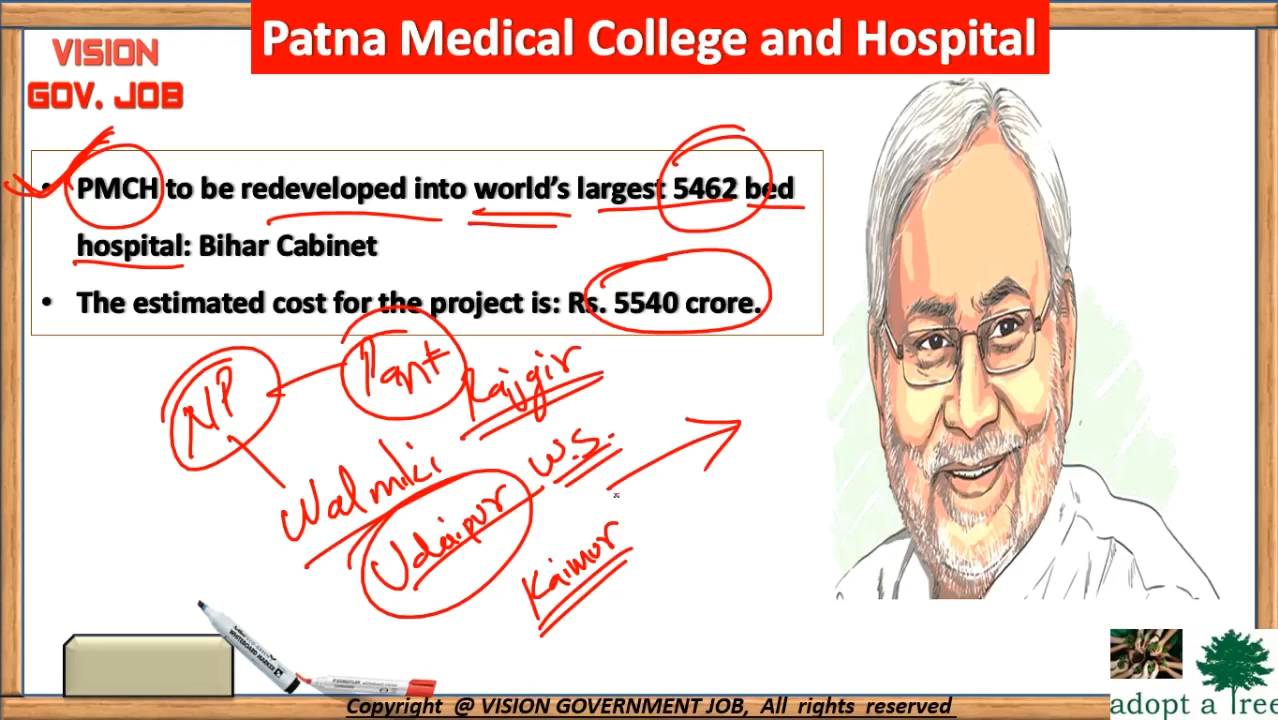 Patna Medical College and Hospital
VISION
GOV. JOB
• PMCH to be redeveloped into world's largest 5462 bed
hospital: Bihar Cabinet
• The estimated cost for the project is: Rs. 5540 crore.
NP
Pant
Rajgir
Walmiki
W.S.
Udaipur
Kaimur
WHITEBOARD MARKER
Copyright @ VISION GOVERNMENT JOB, All rights reserved
adopt a Tree